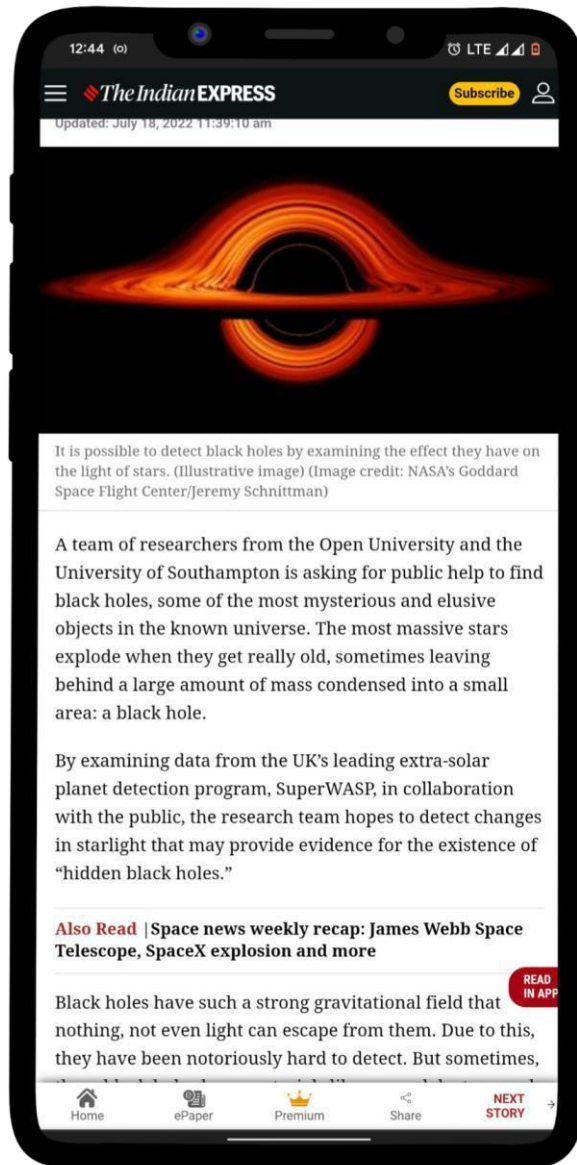 12:44
LTE
The Indian EXPRESS
Subscribe
Updated: July 18, 2022 11:39:10 am
It is possible to detect black holes by examining the effect they have on
the light of stars. (Illustrative image) (Image credit: NASA's Goddard
Space Flight Center/Jeremy Schnittman)
A team of researchers from the Open University and the
University of Southampton is asking for public help to find
black holes, some of the most mysterious and elusive
objects in the known universe. The most massive stars
explode when they get really old, sometimes leaving
behind a large amount of mass condensed into a small
area: a black hole.
By examining data from the UK's leading extra-solar
planet detection program, SuperWASP, in collaboration
with the public, the research team hopes to detect changes
in starlight that may provide evidence for the existence of
“hidden black holes.”
Also Read |Space news weekly recap: James Webb Space
Telescope, SpaceX explosion and more
READ
IN APP
Black holes have such a strong gravitational field that
nothing, not even light can escape from them. Due to this,
they have been notoriously hard to detect. But sometimes,
Home
ePaper
Premium
Share
NEXT
STORY